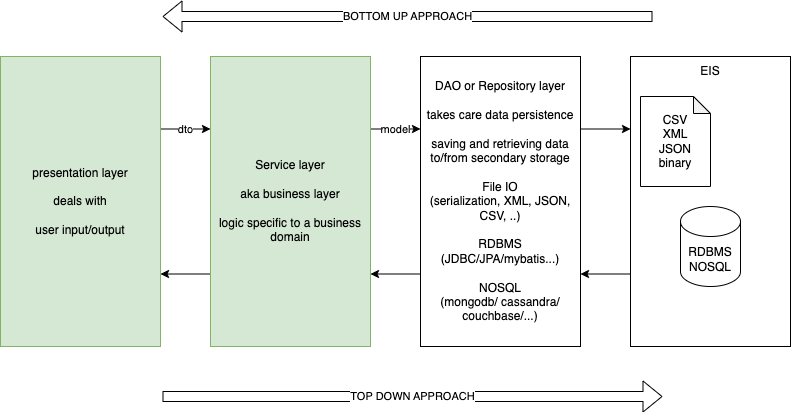 BOTTOM UP APPROACH
presentation layer
deals with
user input/output
dto
Service layer
aka business layer
logic specific to a business
domain
model
DAO or Repository layer
takes care data persistence
saving and retrieving data
to/from secondary storage
File IO
(serialization, XML, JSON,
CSV, ..)
RDBMS
(JDBC/JPA/mybatis...)
NOSQL
(mongodb/ cassandra/
couchbase/...)
EIS
CSV
XML
JSON
binary
RDBMS
NOSQL
TOP DOWN APPROACH